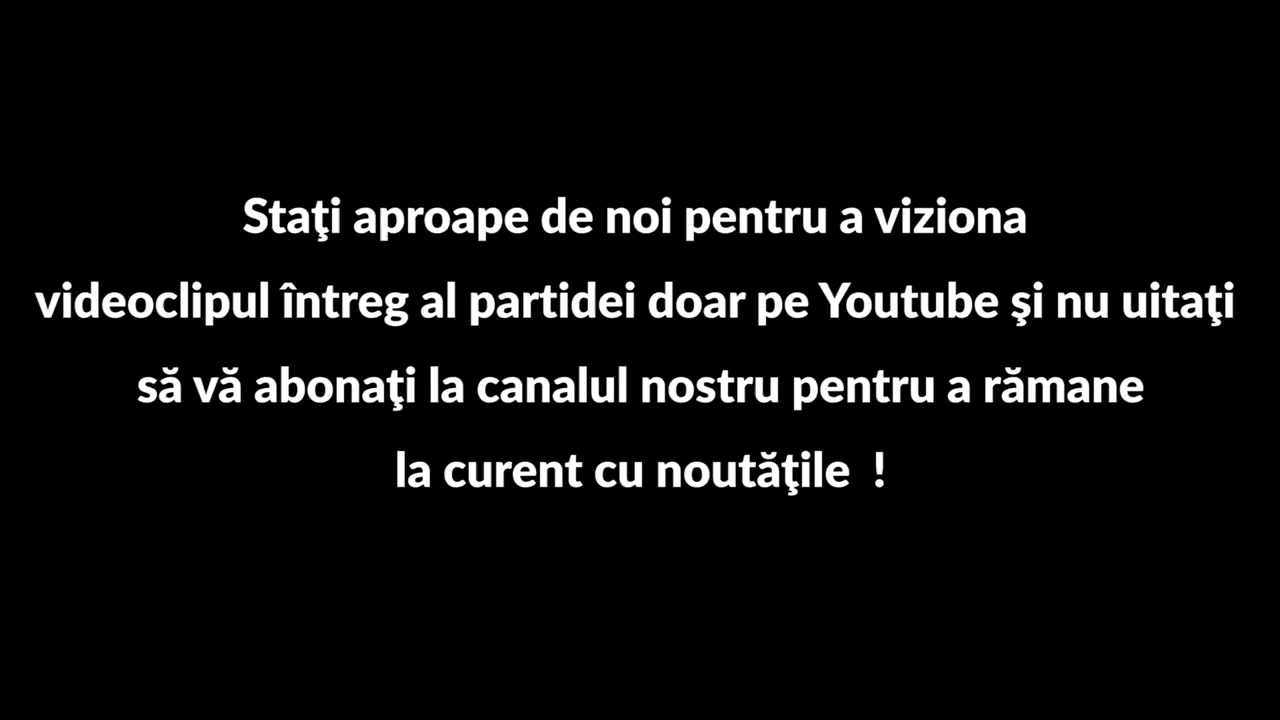 Staţi aproape de noi pentru a viziona
videoclipul întreg al partidei doar pe Youtube şi nu uitaţi
să vă abonaţi la canalul nostru pentru a rămane
la curent cu noutăţile  !